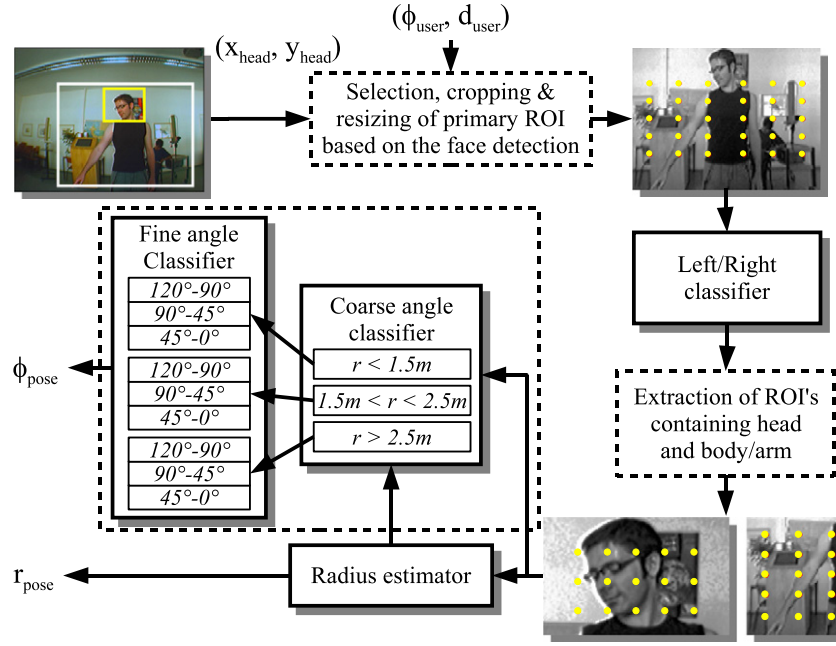 (ϕuser, duser)
(xhead, yhead)
Selection, cropping &
resizing of primary ROI
based on the face detection
Left/Right
classifier
Extraction of ROI's
containing head
and body/arm
Fine angle
Classifier
120°-90°
90°-45°
45°-0°
120°-90°
90°-45°
45°-0°
120°-90°
90°-45°
45°-0°
Coarse angle
classifier
r < 1.5m
1.5m < r < 2.5m
r > 2.5m
ϕpose
Radius estimator
rpose